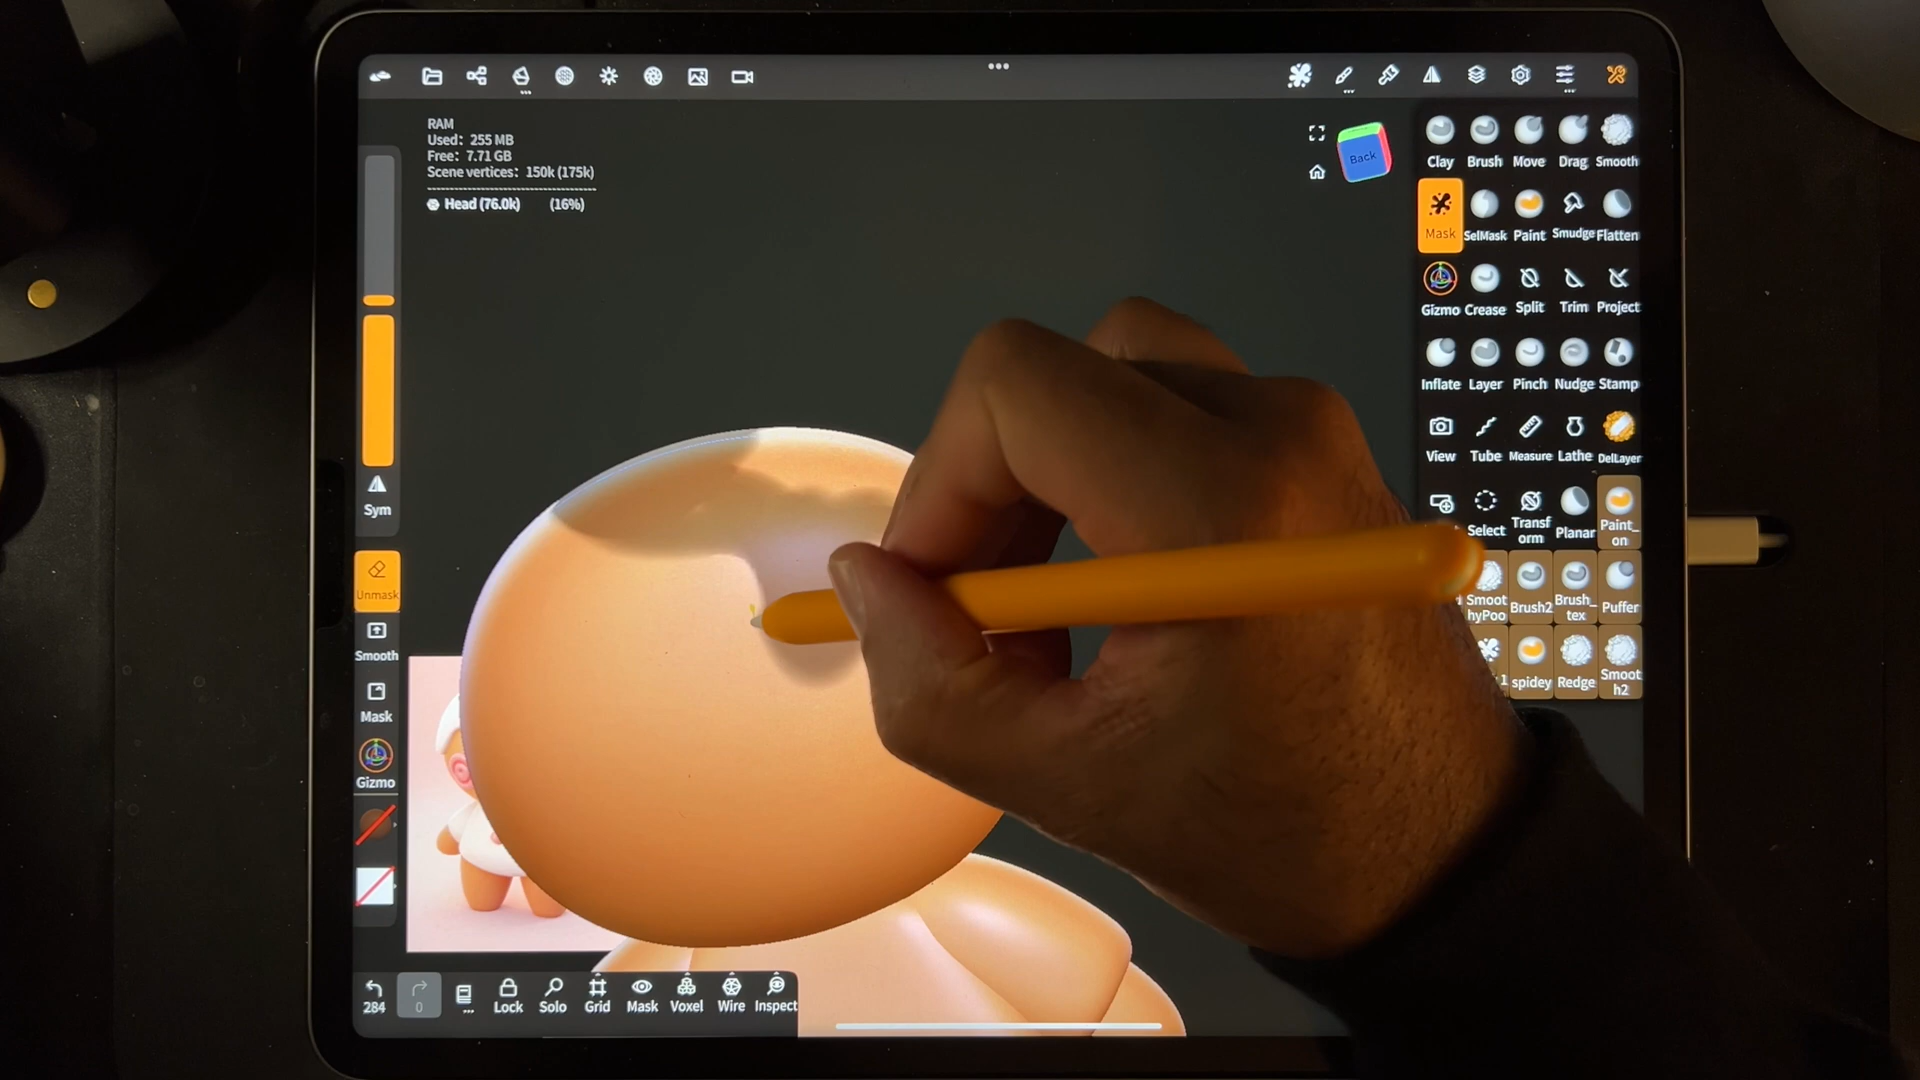 RAM
Used: 255 MB
Free: 7.71 GB
Scene vertices: 150k (175k)
Head (76.0k) (16%)
Back
Clay Brush Move Drag Smooth
Mask SelMask Paint Smudge Flatten
Gizmo Crease Split Trim Project
Inflate Layer Pinch Nudge Stamp
View Tube Measure Lathe DelLayer
Select Transf
orm Planar Paint_
on
Smoot
hyPoo Brush2 Brush_
tex Puffer
1 spidey Redge Smoot
h2
Sym
Unmask
Smooth
Mask
Gizmo
284 0 Lock Solo Grid Mask Voxel Wire Inspect